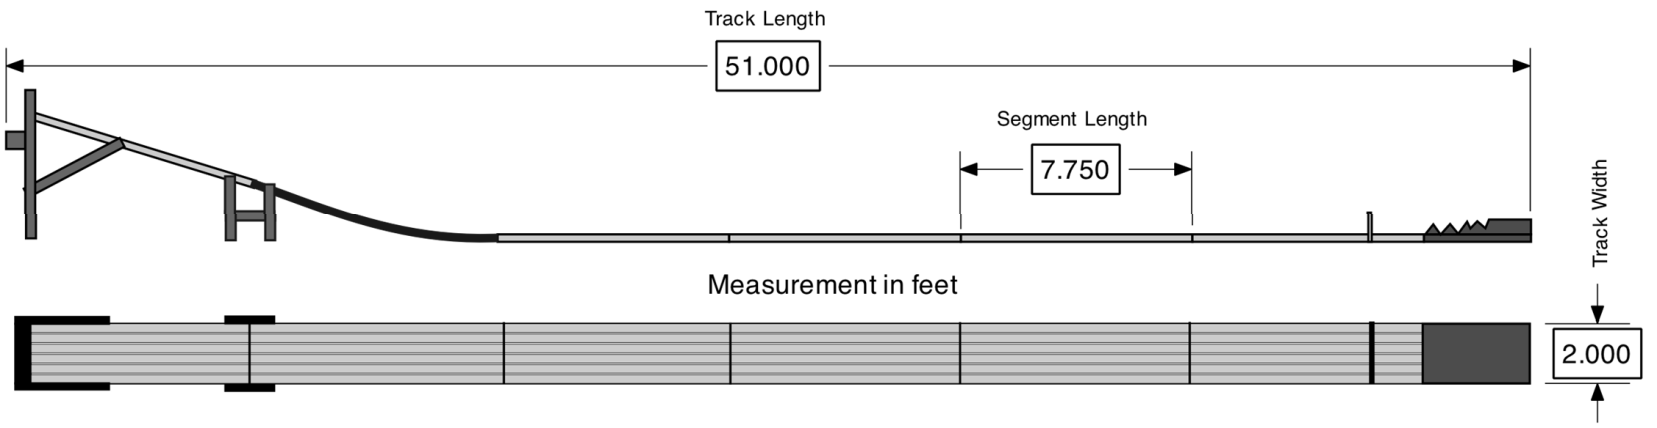 Track Length
51.000
Segment Length
7.750
Track Width
Measurement in feet
2.000